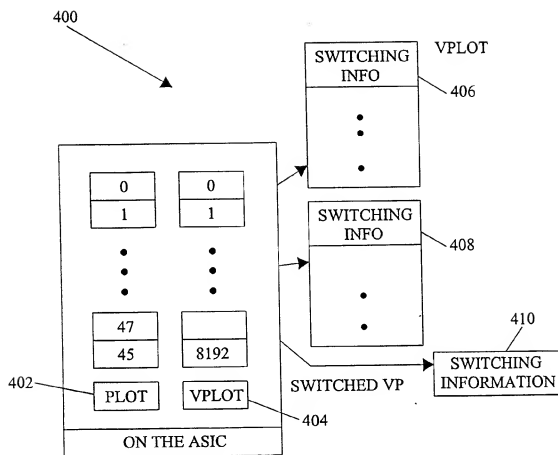 400
SWITCHING
INFO
VPLOT
406
0
1
0
1
SWITCHING
INFO
408
47
45
8192
410
SWITCHING
INFORMATION
SWITCHED VP
402
PLOT
VPLOT
404
ON THE ASIC